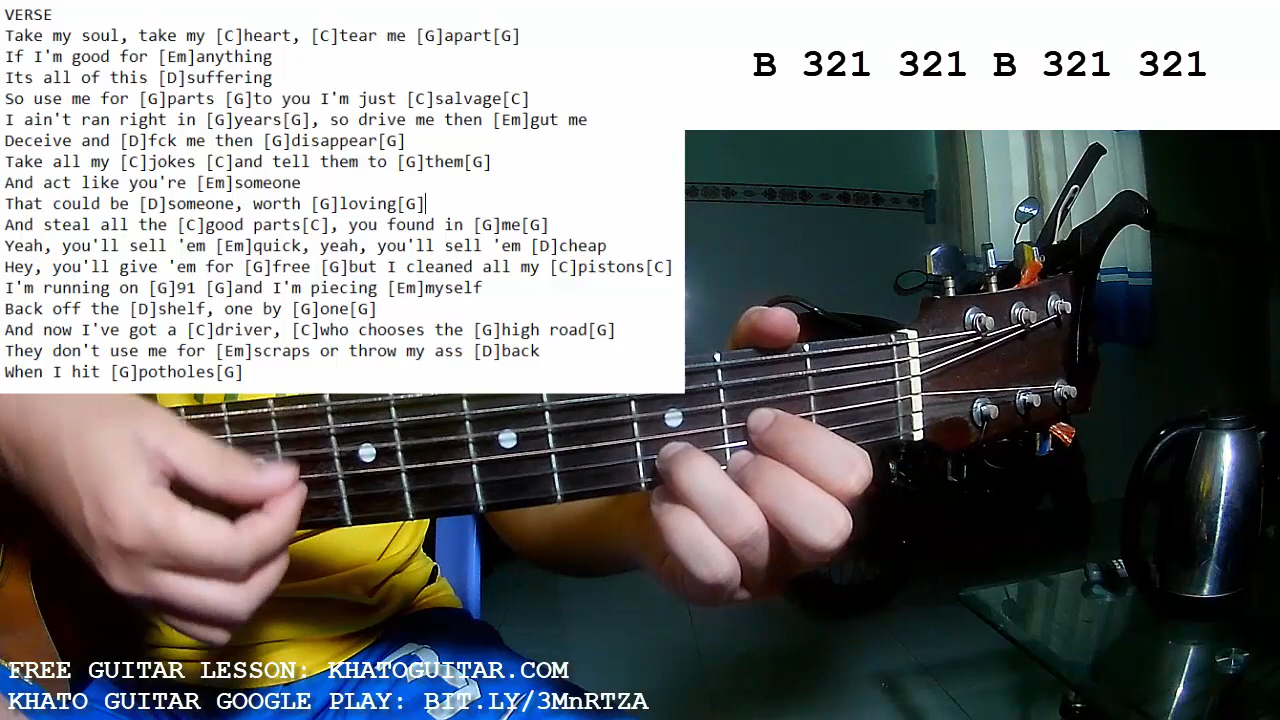 VERSE
Take my soul, take my [C]heart, [C]tear me [G]apart[G]
If I'm good for [Em]anything
Its all of this [D]suffering
So use me for [G]parts [G]to you I'm just [C]salvage[C]
I ain't ran right in [G]years[G], so drive me then [Em]gut me
Deceive and [D]fck me then [G]disappear[G]
Take all my [C]jokes [C]and tell them to [G]them[G]
And act like you're [Em]someone
That could be [D]someone, worth [G]loving[G]
And steal all the [C]good parts[C], you found in [G]me[G]
Yeah, you'll sell 'em [Em]quick, yeah, you'll sell 'em [D]cheap
Hey, you'll give 'em for [G]free [G]but I cleaned all my [C]pistons[C]
I'm running on [G]91 [G]and I'm piecing [Em]myself
Back off the [D]shelf, one by [G]one[G]
And now I've got a [C]driver, [C]who chooses the [G]high road[G]
They don't use me for [Em]scraps or throw my ass [D]back
When I hit [G]potholes[G]
B 321 321 B 321 321
FREE GUITAR LESSON: KHATOGUITAR.COM
KHATO GUITAR GOOGLE PLAY: BIT.LY/3MnRTZA